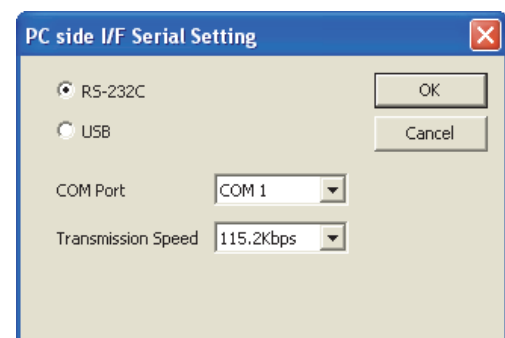 PC side I/F Serial Setting
RS-232C
OK
USB
Cancel
COM Port
COM 1
Transmission Speed
115.2Kbps